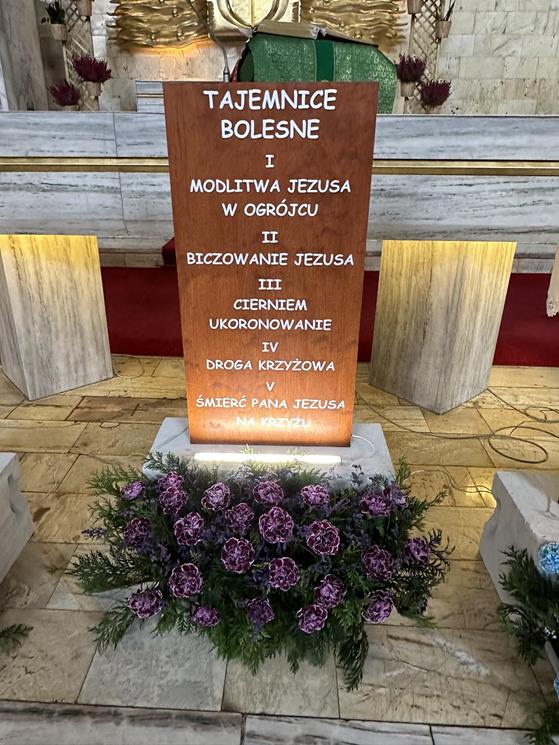 TAJEMNICE
BOLESNE
I
MODLITWA JEZUSA
W OGRÓJCU
II
BICZOWANIE JEZUSA
III
CIERNIEM
UKORONOWANIE
IV
DROGA KRZYŻOWA
V
ŚMIERĆ PANA JEZUSA
NA KRZYŻU